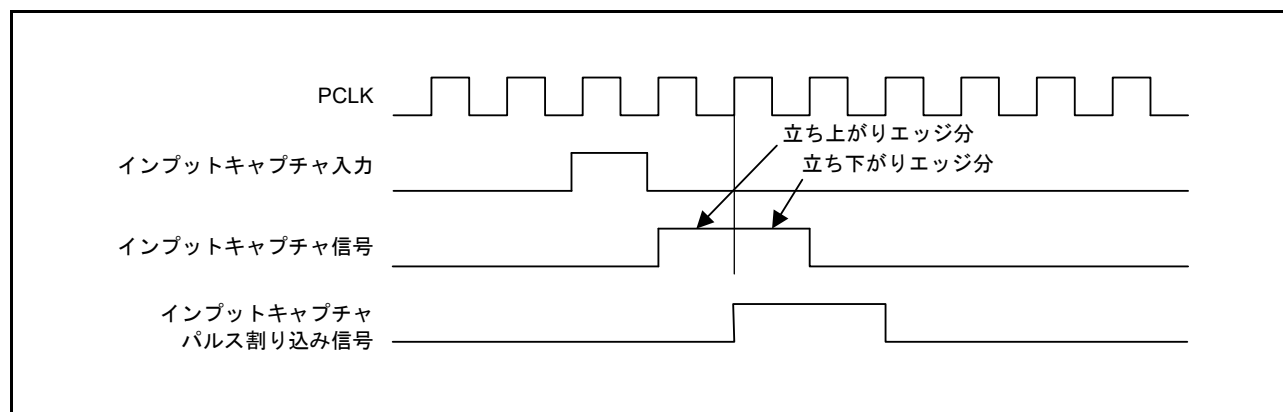 PCLK
立ち上がりエッジ分
立ち下がりエッジ分
インプットキャプチャ入力
インプットキャプチャ信号
インプットキャプチャ
パルス割り込み信号